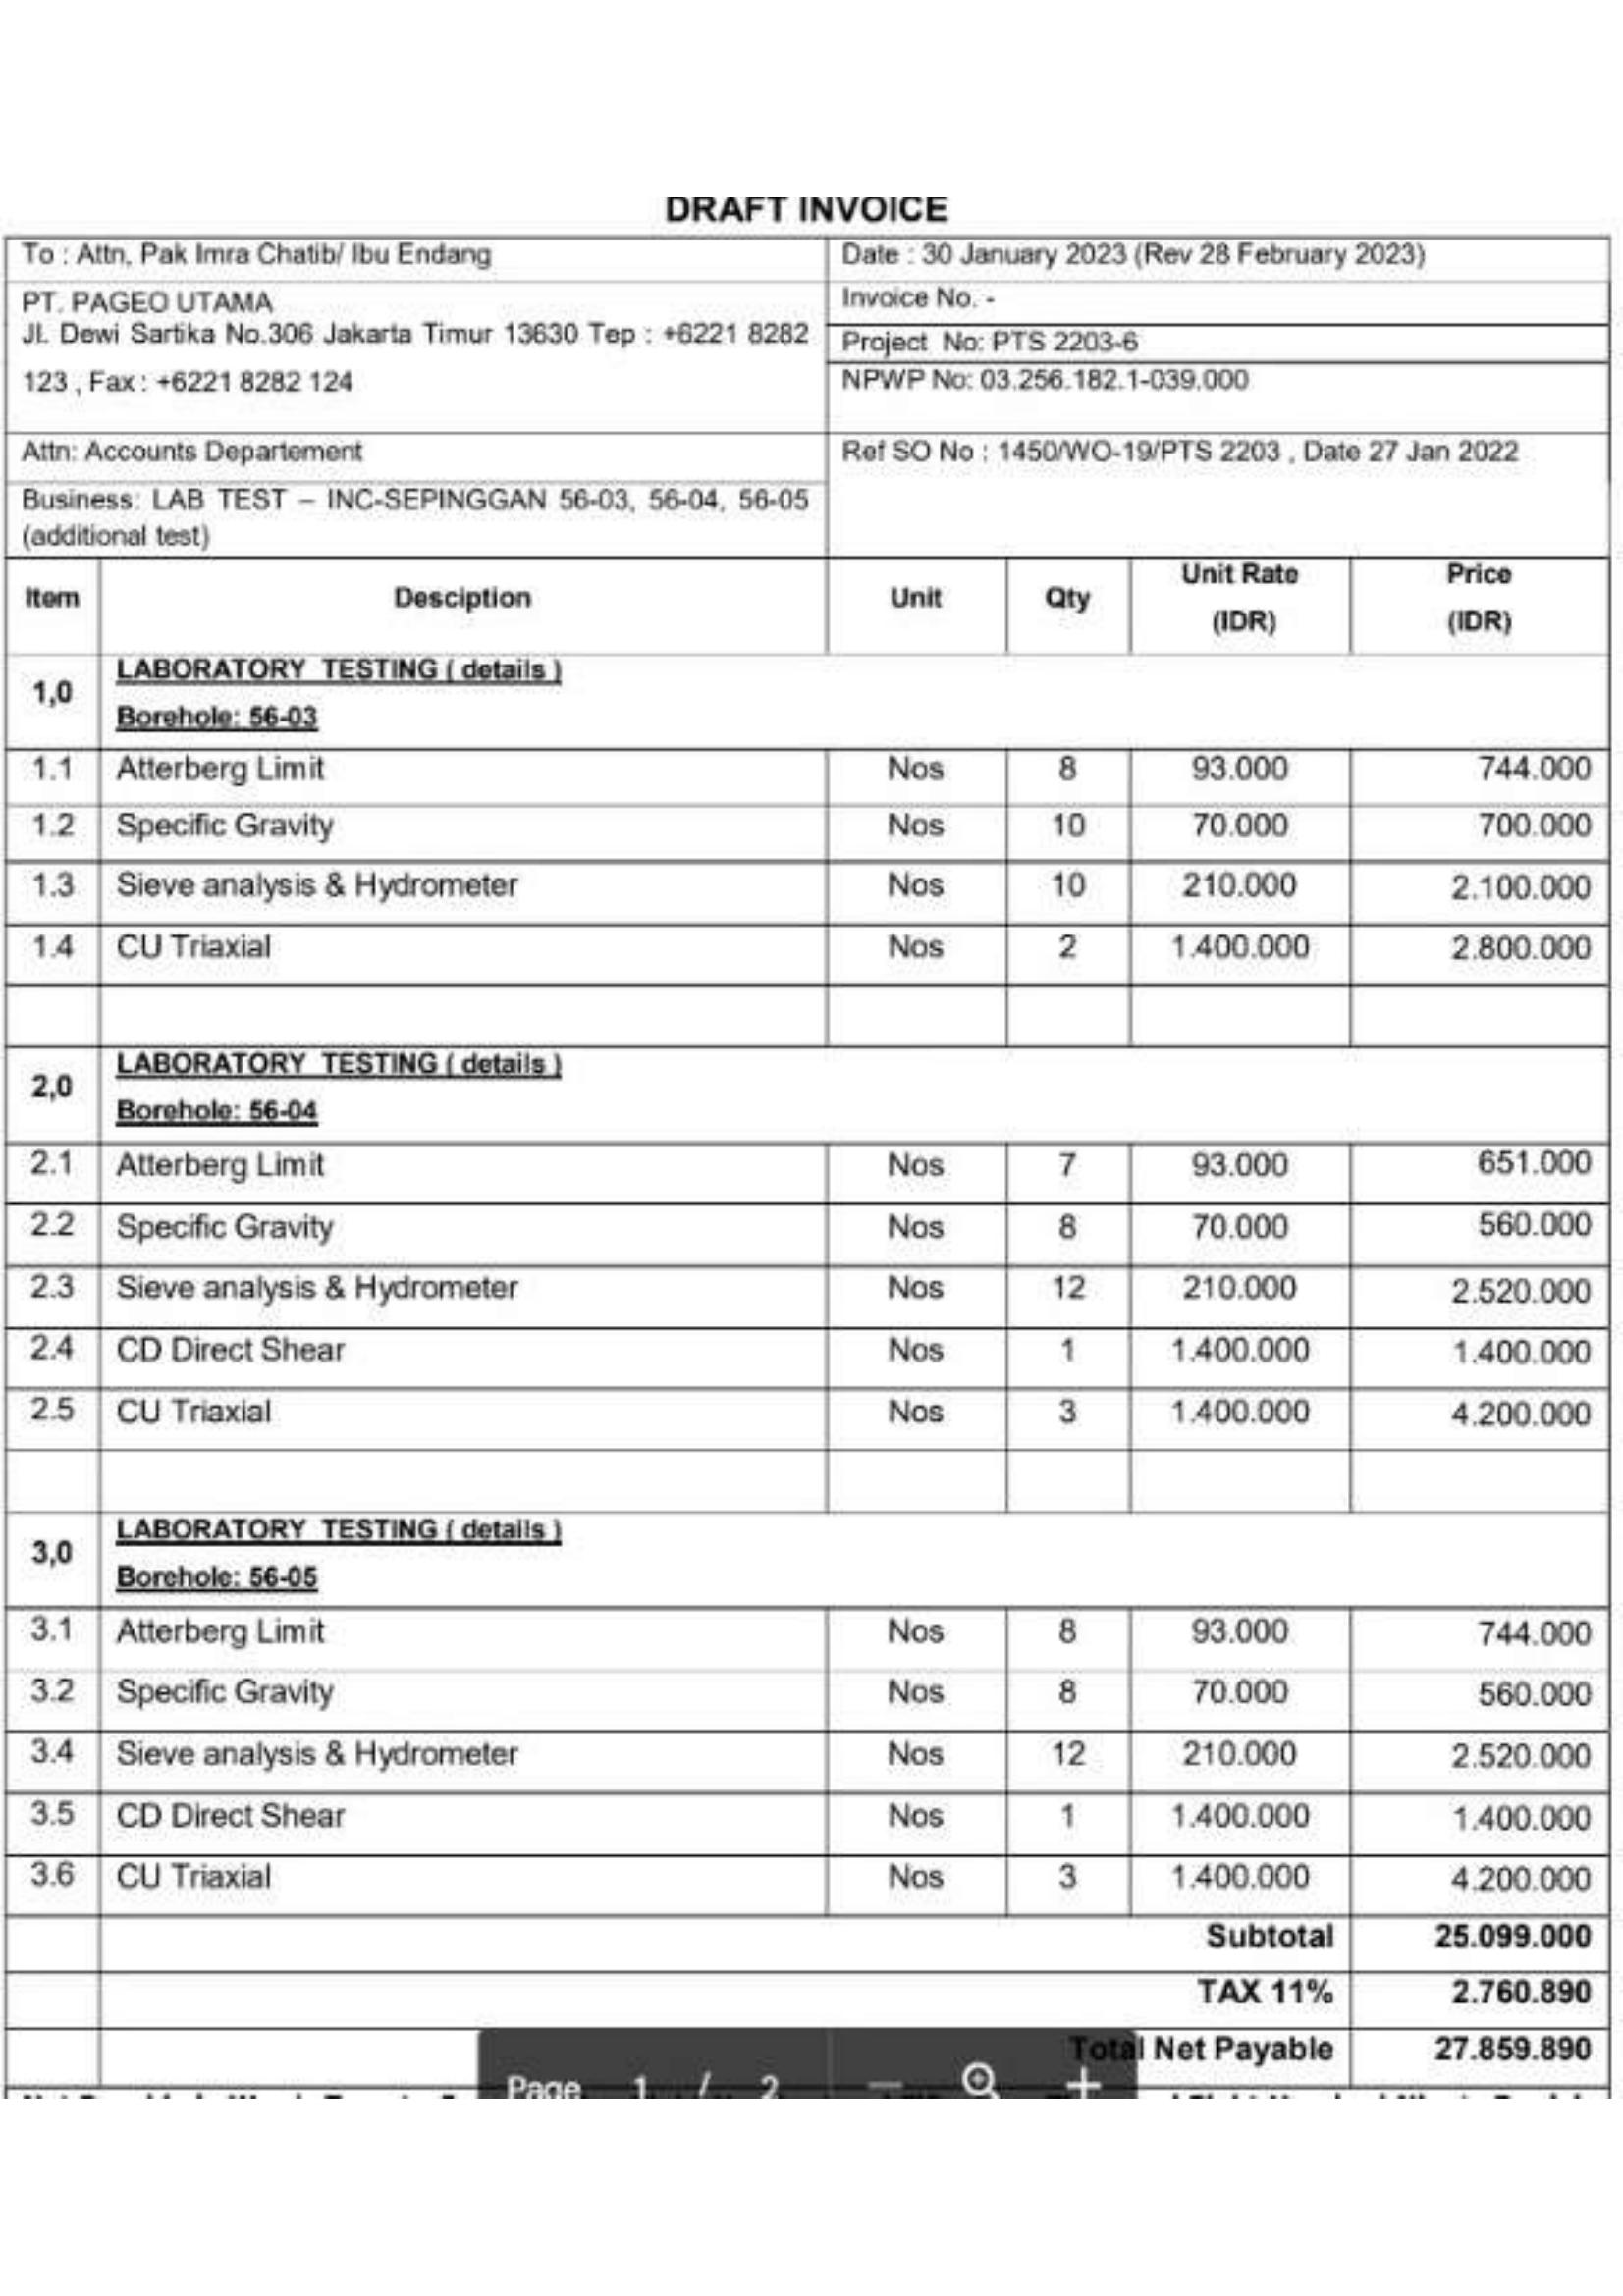 DRAFT INVOICE
To : Attn, Pak Imra Chatib/ Ibu Endang
Date : 30 January 2023 (Rev 28 February 2023)
PT. PAGEO UTAMA
Jl. Dewi Sartika No.306 Jakarta Timur 13630 Tep : +6221 8282
123 , Fax : +6221 8282 124
Invoice No. -
Project No: PTS 2203-6
NPWP No: 03.256.182.1-039.000
Attn: Accounts Departement
Ref SO No : 1450/WO-19/PTS 2203 , Date 27 Jan 2022
Business: LAB TEST – INC-SEPINGGAN 56-03, 56-04, 56-05
(additional test)
Item Desciption Unit Qty Unit Rate (IDR) Price (IDR)
1,0 LABORATORY TESTING ( details )
Borehole: 56-03
1.1 Atterberg Limit Nos 8 93.000 744.000
1.2 Specific Gravity Nos 10 70.000 700.000
1.3 Sieve analysis & Hydrometer Nos 10 210.000 2.100.000
1.4 CU Triaxial Nos 2 1.400.000 2.800.000
2,0 LABORATORY TESTING ( details )
Borehole: 56-04
2.1 Atterberg Limit Nos 7 93.000 651.000
2.2 Specific Gravity Nos 8 70.000 560.000
2.3 Sieve analysis & Hydrometer Nos 12 210.000 2.520.000
2.4 CD Direct Shear Nos 1 1.400.000 1.400.000
2.5 CU Triaxial Nos 3 1.400.000 4.200.000
3,0 LABORATORY TESTING ( details )
Borehole: 56-05
3.1 Atterberg Limit Nos 8 93.000 744.000
3.2 Specific Gravity Nos 8 70.000 560.000
3.4 Sieve analysis & Hydrometer Nos 12 210.000 2.520.000
3.5 CD Direct Shear Nos 1 1.400.000 1.400.000
3.6 CU Triaxial Nos 3 1.400.000 4.200.000
Subtotal 25.099.000
TAX 11% 2.760.890
Total Net Payable 27.859.890
Page 1 / 2